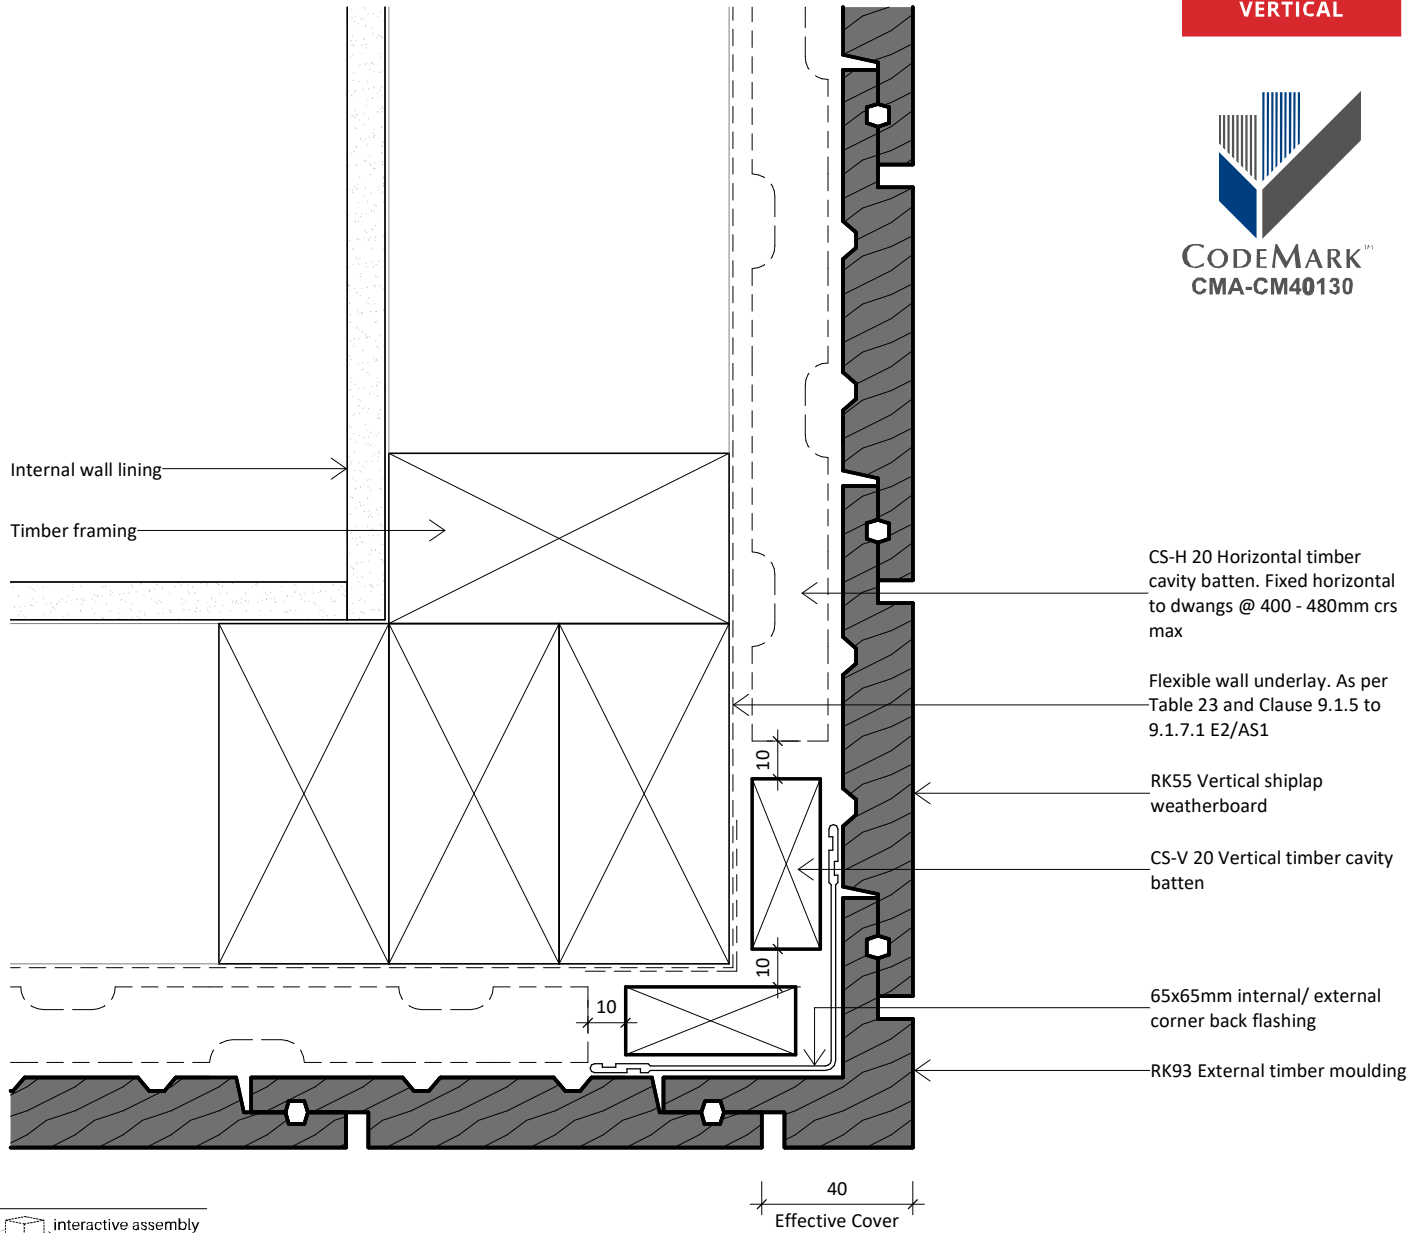 VERTICAL
CODEMARK™
CMA-CM40130
Internal wall lining
Timber framing
CS-H 20 Horizontal timber
cavity batten. Fixed horizontal
to dwangs @ 400 - 480mm crs
max
Flexible wall underlay. As per
Table 23 and Clause 9.1.5 to
9.1.7.1 E2/AS1
10
RK55 Vertical shiplap
weatherboard
CS-V 20 Vertical timber cavity
batten
10
10
65x65mm internal/ external
corner back flashing
RK93 External timber moulding
40
Effective Cover
interactive assembly